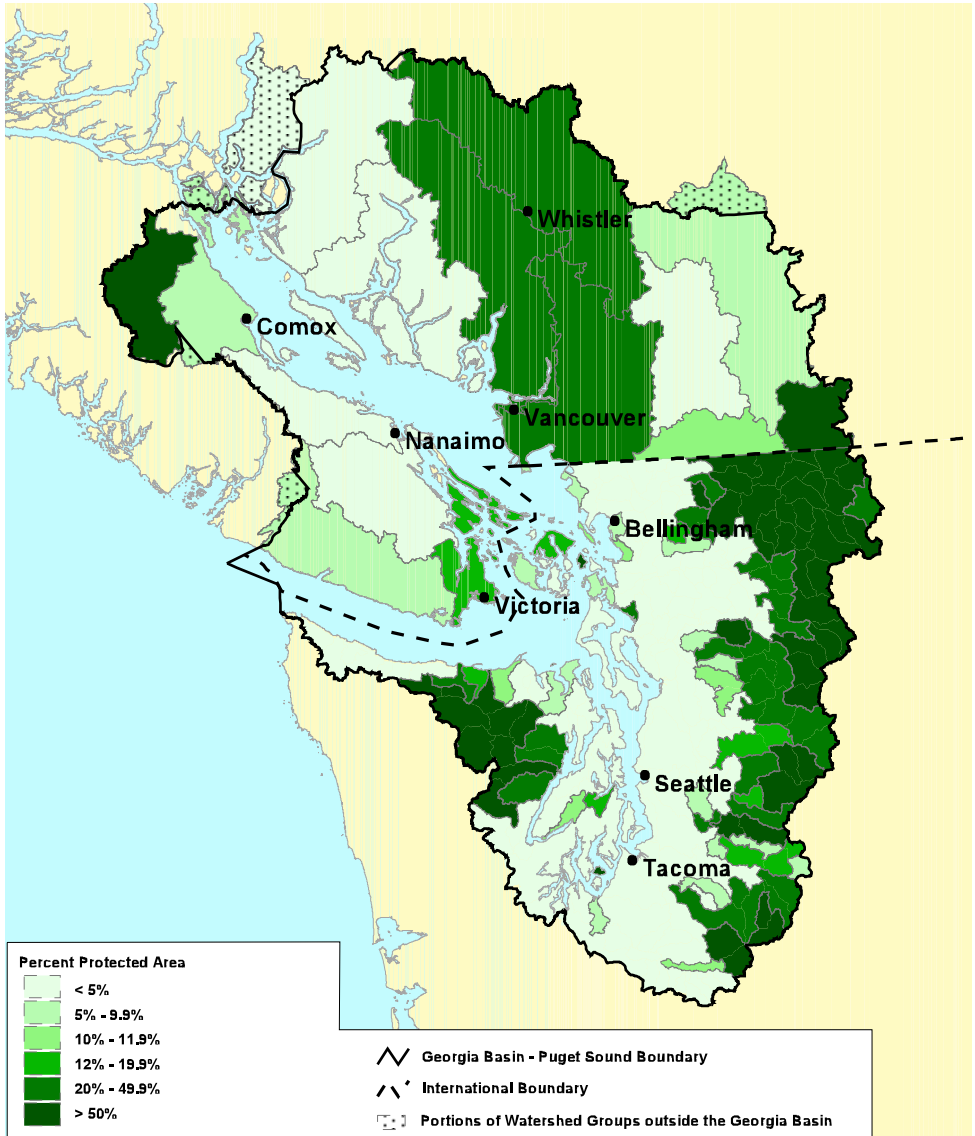 Whistler
Comox
Vancouver
Nanaimo
Bellingham
Victoria
Seattle
Tacoma
Percent Protected Area
< 5%
5% - 9.9%
10% - 11.9%
12% - 19.9%
20% - 49.9%
> 50%
Georgia Basin - Puget Sound Boundary
International Boundary
Portions of Watershed Groups outside the Georgia Basin